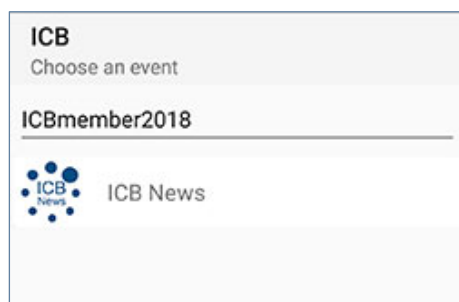 ICB
Choose an event
ICBmember2018
ICB
News
ICB News